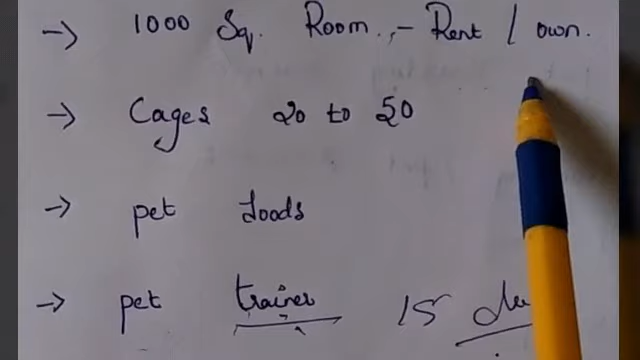 → 1000 Sq. Room. - Rent / own.
→ Cages 20 to 50
→ pet foods
→ pet trainer 15